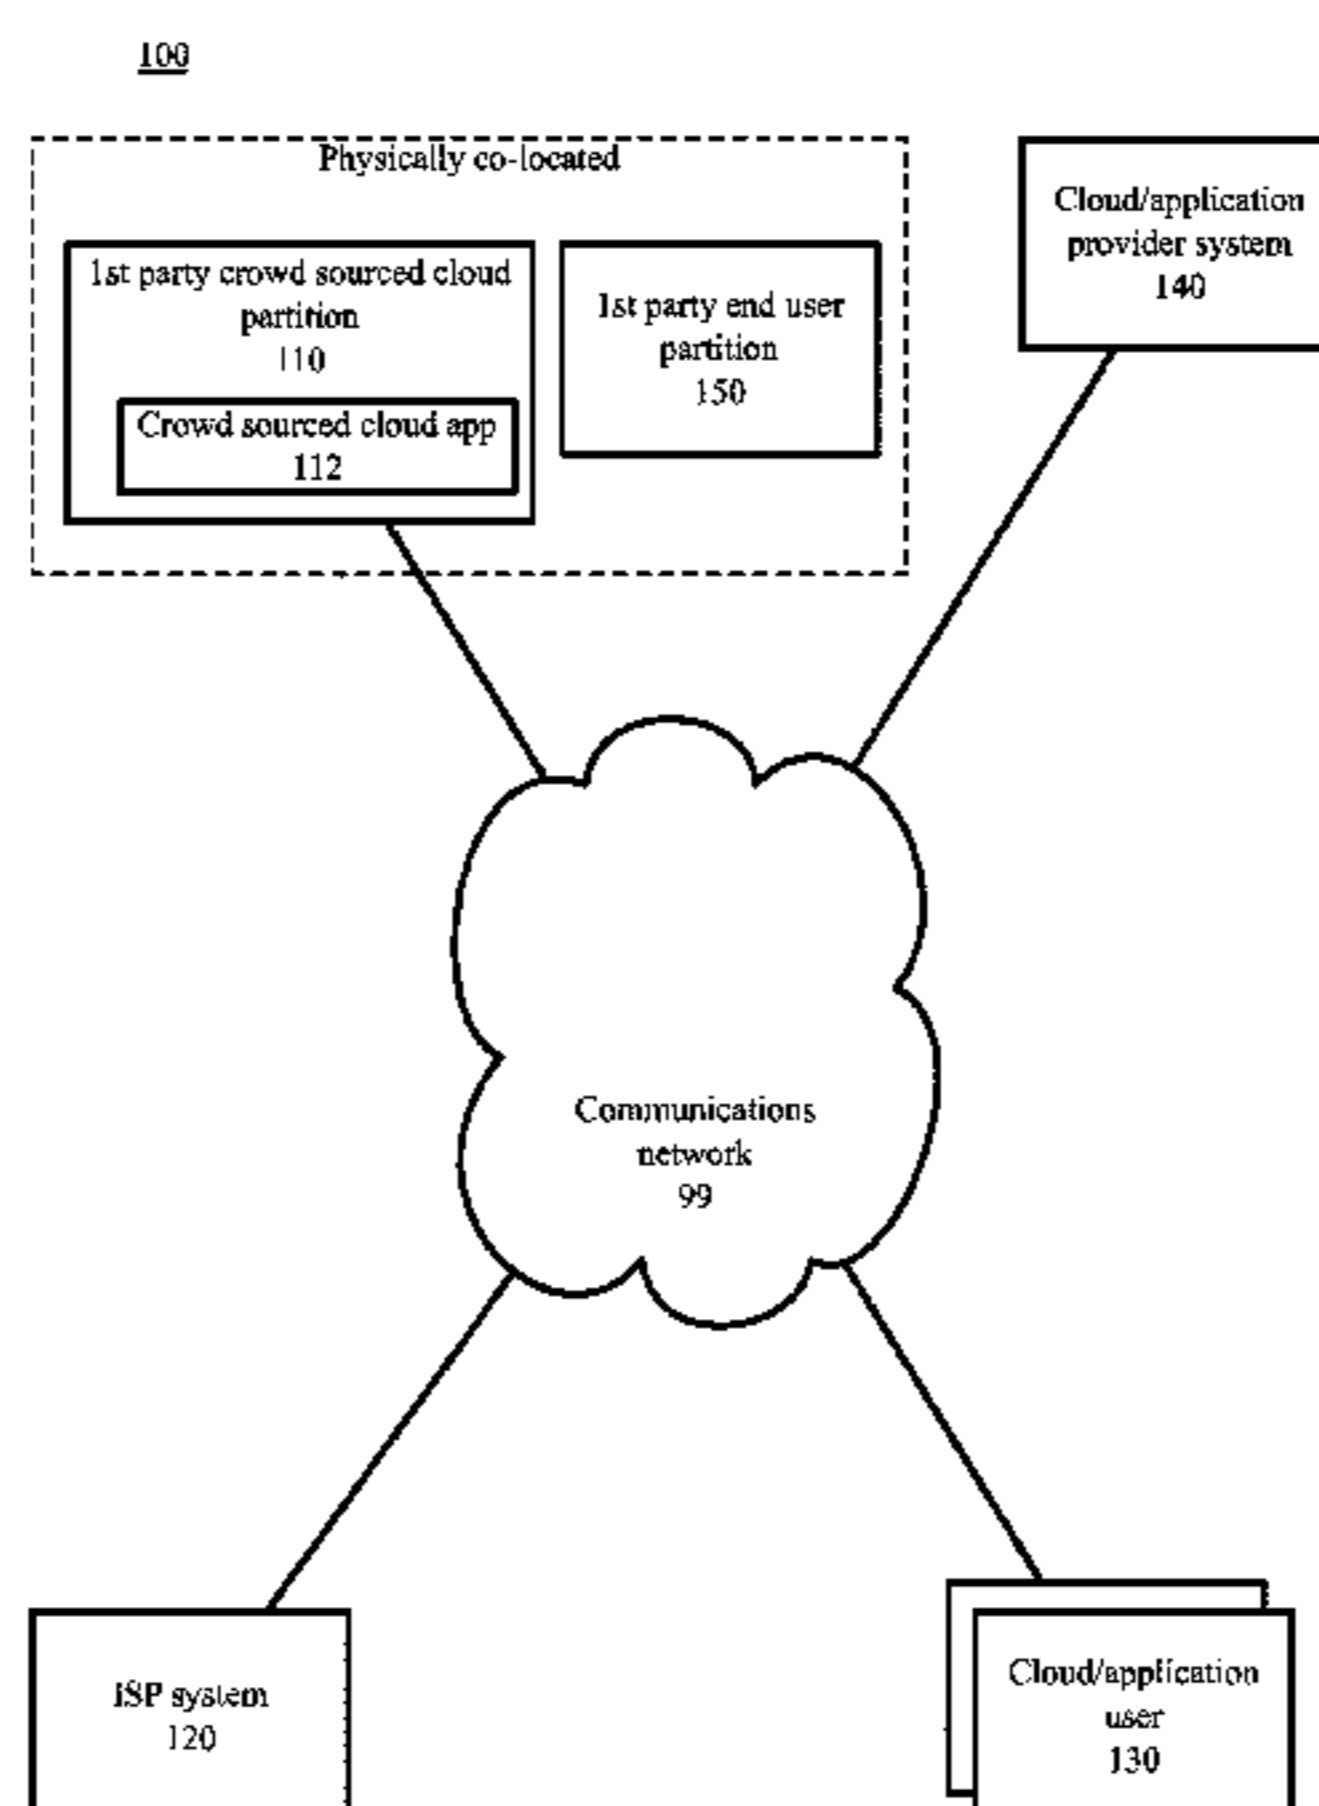 100
Physically co-located
1st party crowd sourced cloud
partition
110
Crowd sourced cloud app
112
1st party end user
partition
150
Cloud/application
provider system
140
Communications
network
99
ISP system
120
Cloud/application
user
130